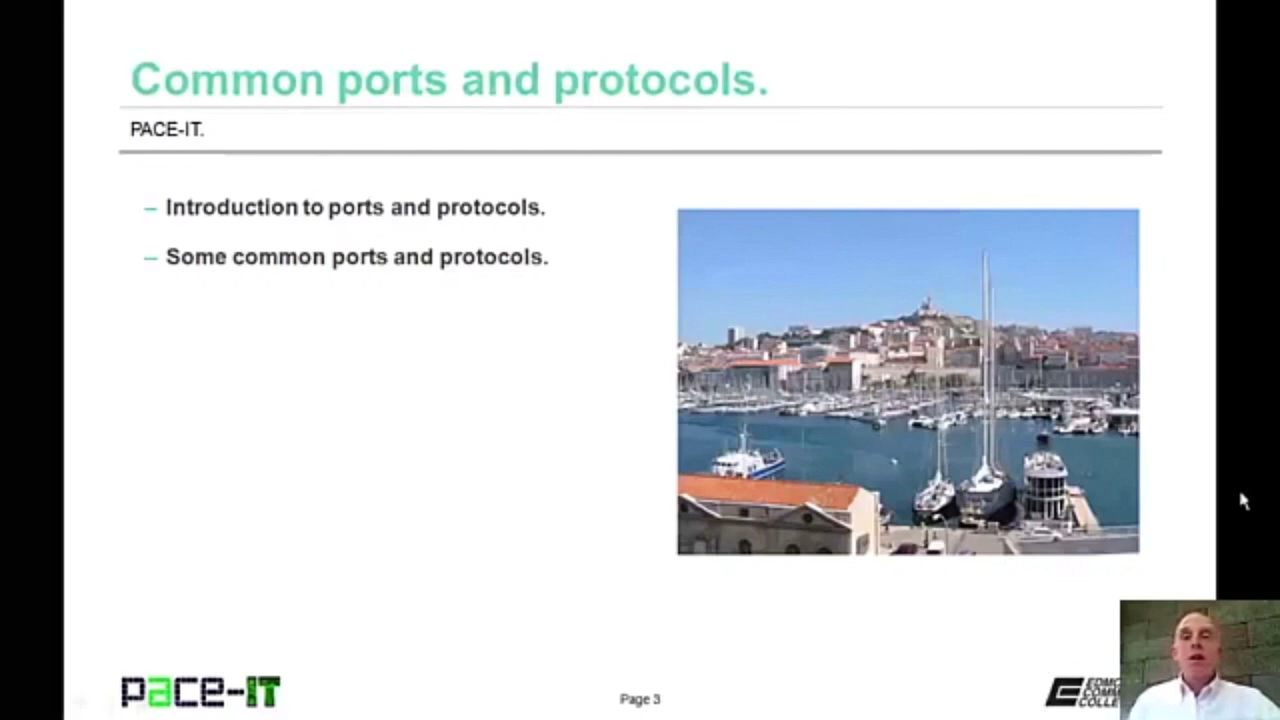 Common ports and protocols.
PACE-IT.
– Introduction to ports and protocols.
– Some common ports and protocols.
pace-IT
Page 3